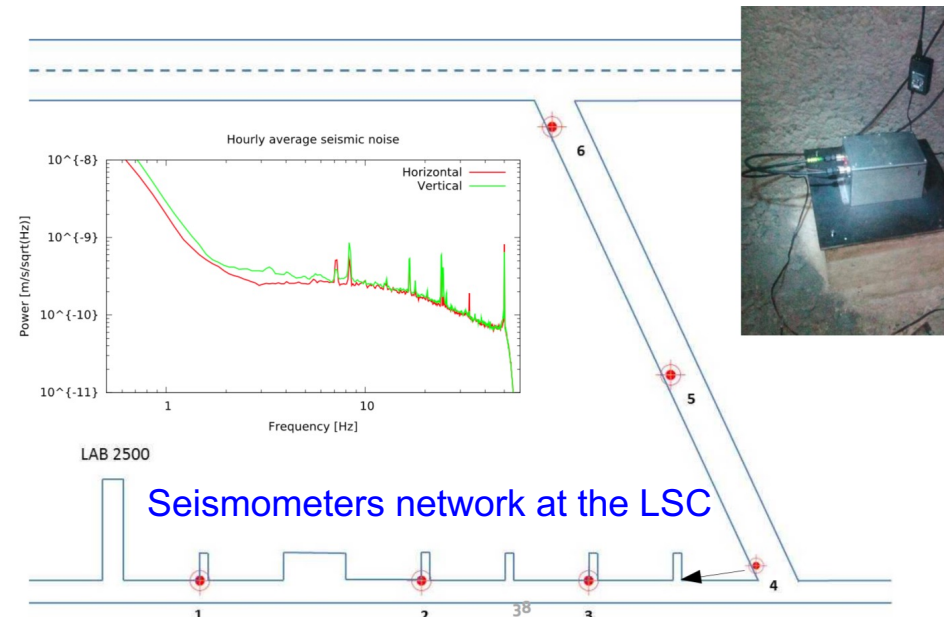 Hourly average seismic noise
10^{-8}
10^{-9}
10^{-10}
10^{-11}
Power [m/s/sqrt(Hz)]
Horizontal
Vertical
1
10
Frequency [Hz]
6
5
LAB 2500
Seismometers network at the LSC
4
1
2
38
3